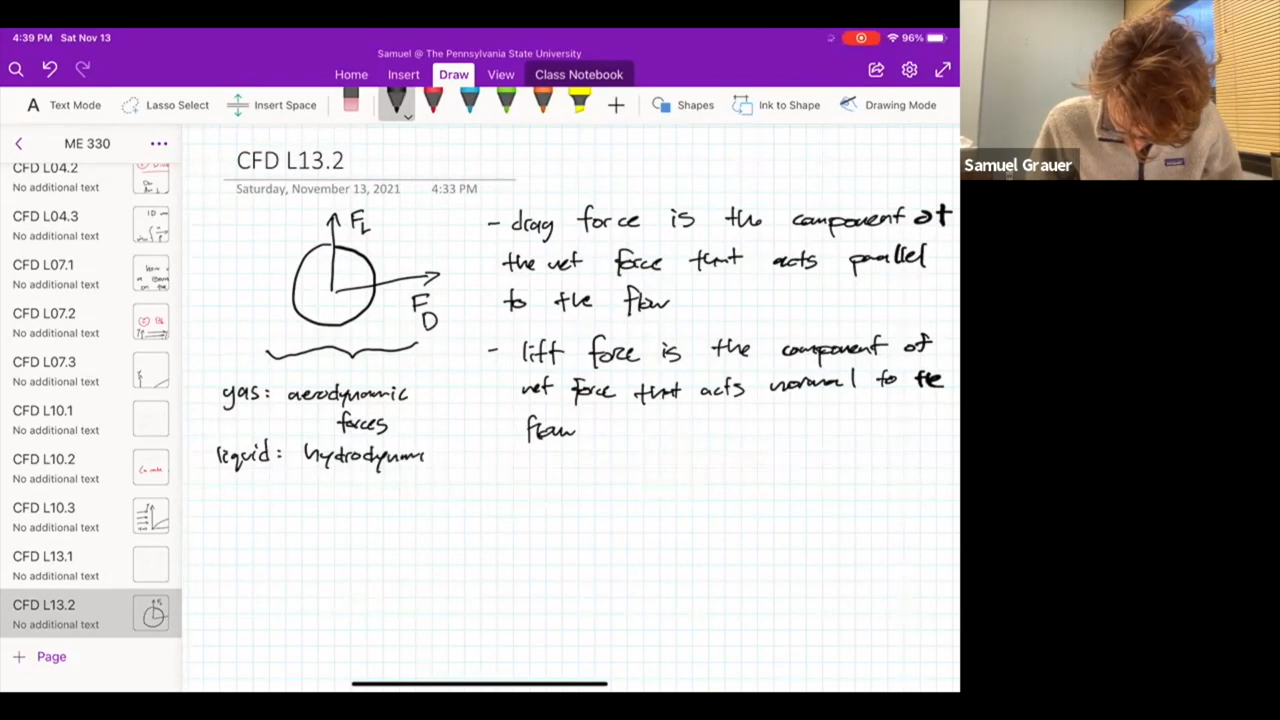 4:39 PM Sat Nov 13
96%
Samuel @ The Pennsylvania State University
Home Insert Draw View Class Notebook
A Text Mode Lasso Select Insert Space Shapes Ink to Shape Drawing Mode
ME 330
CFD L04.2
No additional text
CFD L04.3
No additional text
CFD L07.1
No additional text
CFD L07.2
No additional text
CFD L07.3
No additional text
CFD L10.1
No additional text
CFD L10.2
No additional text
CFD L10.3
No additional text
CFD L13.1
No additional text
CFD L13.2
No additional text
+ Page
CFD L13.2
Saturday, November 13, 2021 4:33 PM
FL
FD
gas: aerodynamic
forces
liquid: hydrodynami
- drag force is the component of
the net force that acts parallel
to the flow
- lift force is the component of
net force that acts normal to the
flow
Samuel Grauer